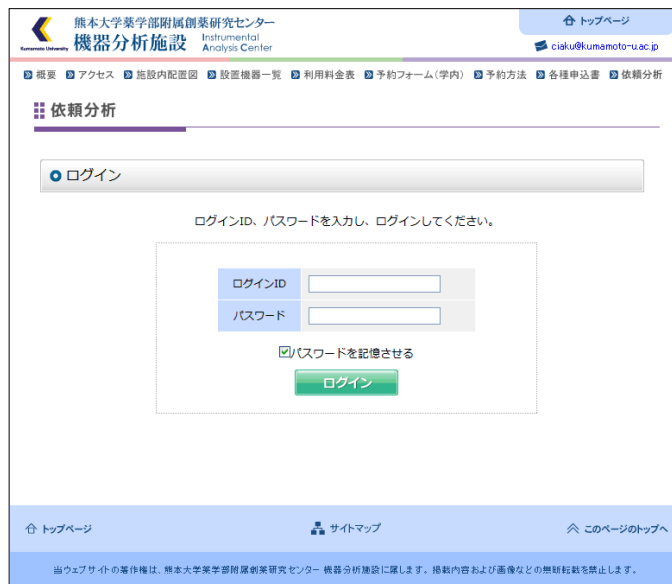 熊本大学薬学部附属創薬研究センター
機器分析施設 Instrumental Analysis Center
Kumamoto University
トップページ
ciaku@kumamoto-u.ac.jp
概要 アクセス 施設内配置図 設置機器一覧 利用料金表 予約フォーム(学内) 予約方法 各種申込書 依頼分析
依頼分析
ログイン
ログインID、パスワードを入力し、ログインしてください。
ログインID
パスワード
パスワードを記憶させる
ログイン
トップページ サイトマップ このページのトップへ
当ウェブサイトの著作権は、熊本大学薬学部附属創薬研究センター 機器分析施設に属します。掲載内容および画像などの無断転載を禁止します。